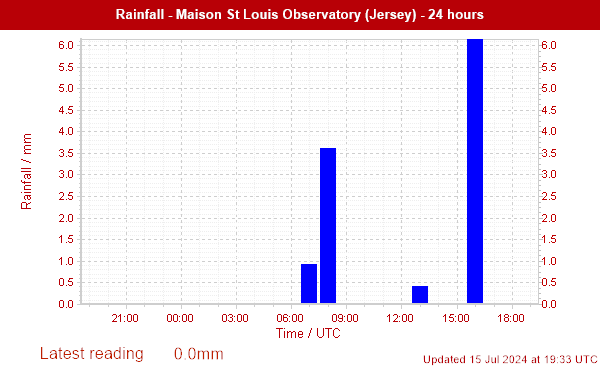 Rainfall - Maison St Louis Observatory (Jersey) - 24 hours
6.0 6.0
5.5 5.5
5.0 5.0
4.5 4.5
4.0 4.0
3.5 3.5
3.0 3.0
2.5 2.5
2.0 2.0
1.5 1.5
1.0 1.0
0.5 0.5
0.0 0.0
Rainfall / mm
21:00 00:00 03:00 06:00 09:00 12:00 15:00 18:00
Time / UTC
Latest reading 0.0mm
Updated 15 Jul 2024 at 19:33 UTC